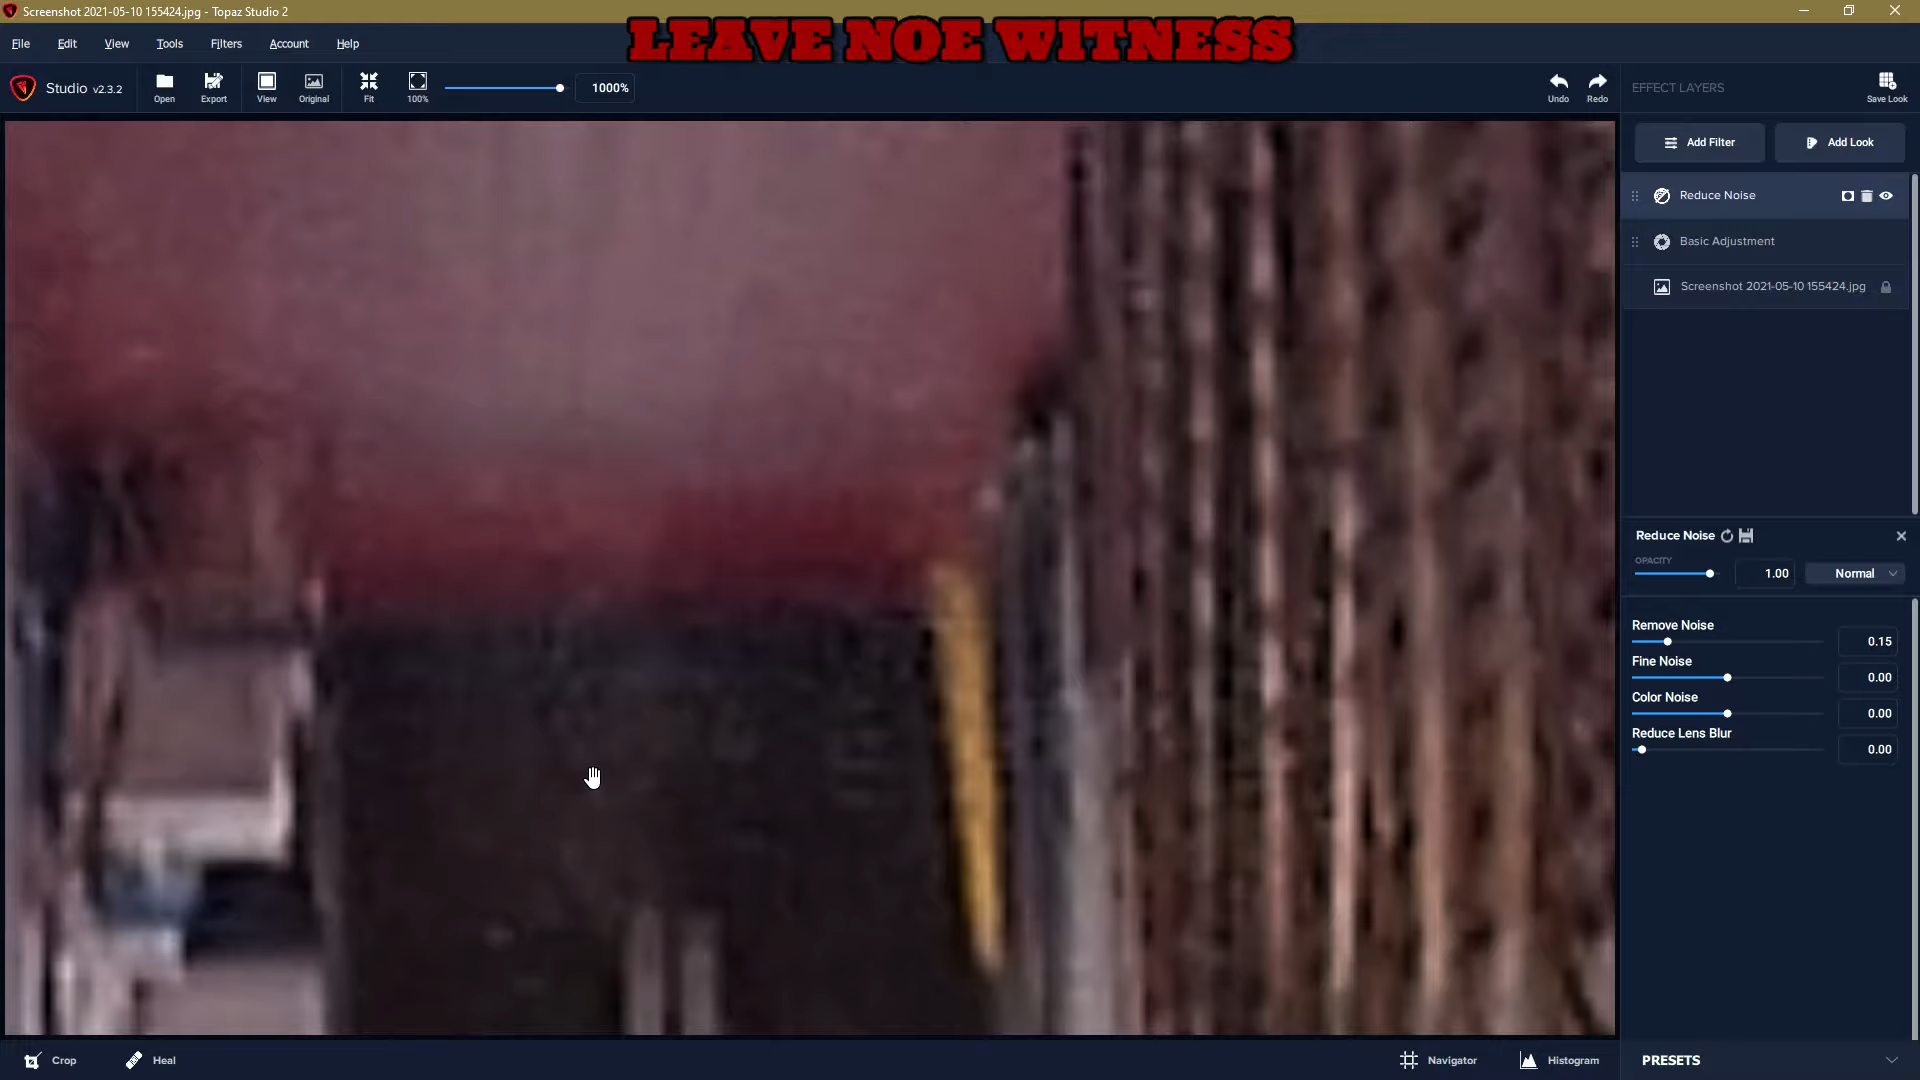 Screenshot 2021-05-10 155424.jpg - Topaz Studio 2
LEAVE NOE WITNESS
File Edit View Tools Filters Account Help
Studio v2.3.2 Open Export View Original Fit 100% 1000% Undo Redo EFFECT LAYERS Save Look
Add Filter Add Look
Reduce Noise
Basic Adjustment
Screenshot 2021-05-10 155424.jpg
Reduce Noise
OPACITY 1.00 Normal
Remove Noise 0.15
Fine Noise 0.00
Color Noise 0.00
Reduce Lens Blur 0.00
Crop Heal Navigator Histogram PRESETS